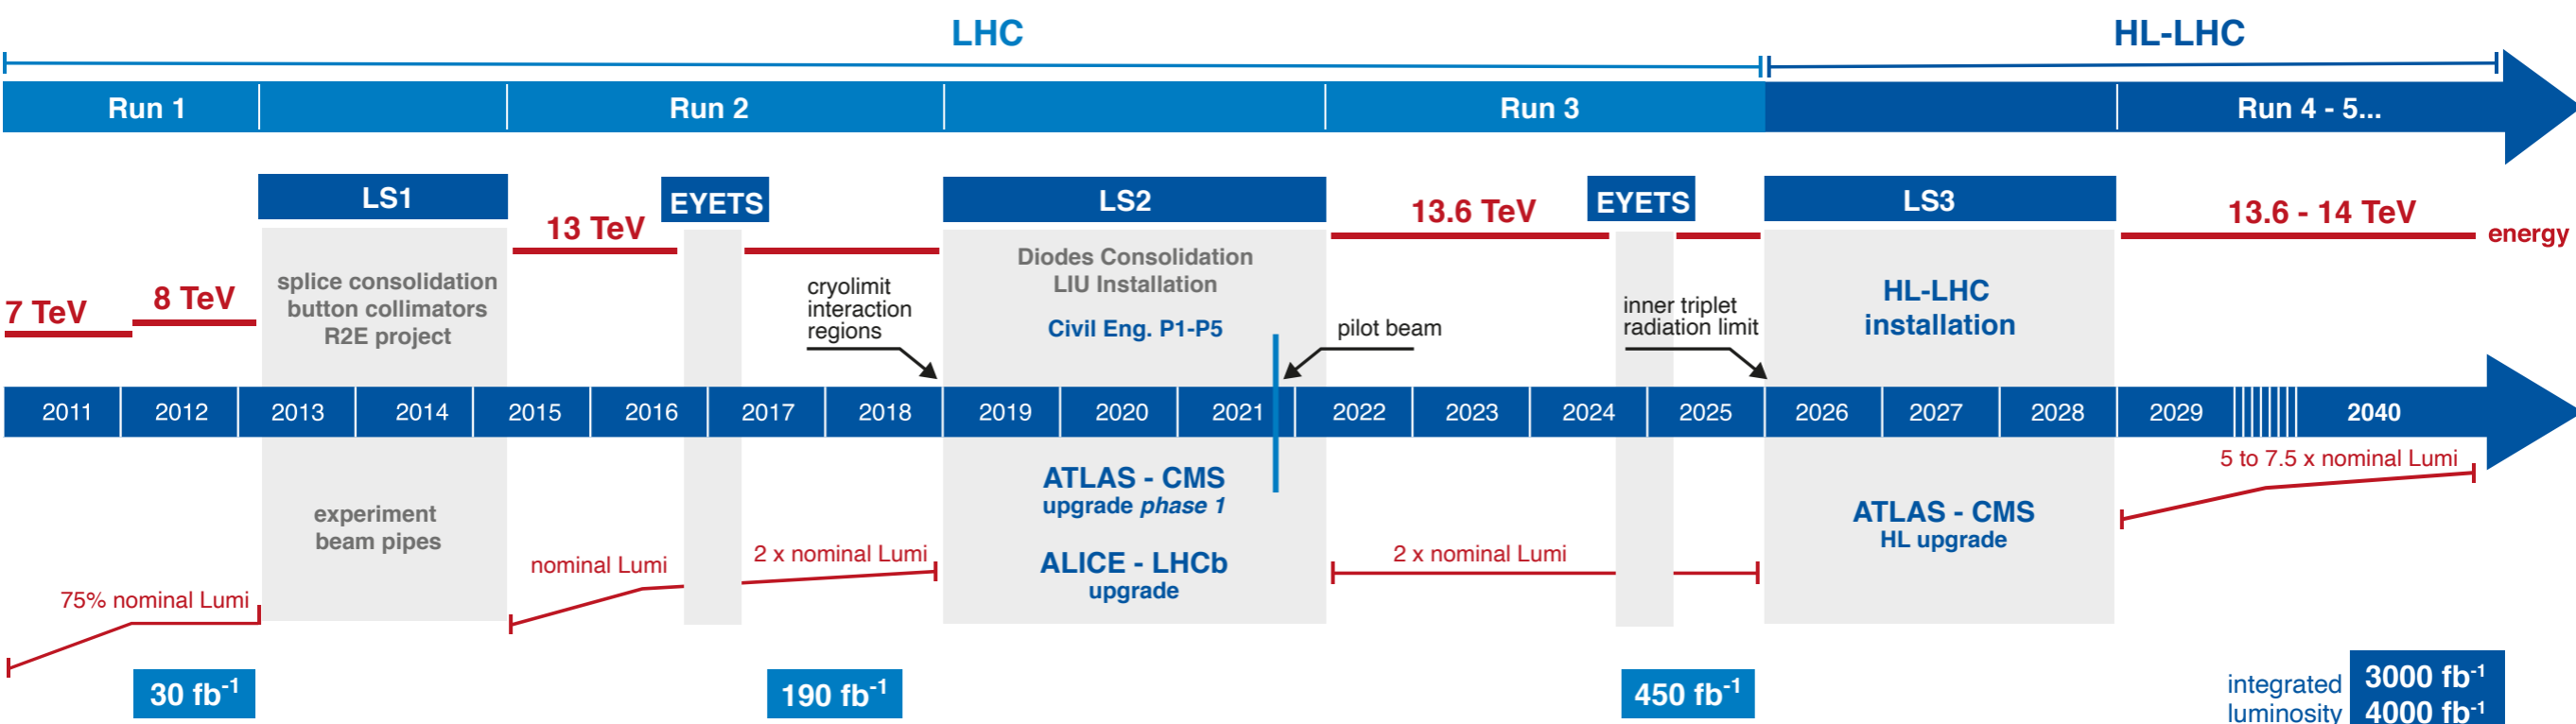 LHC
HL-LHC
Run 1
Run 2
Run 3
Run 4 - 5...
LS1
EYETS
LS2
EYETS
LS3
13 TeV
13.6 TeV
13.6 - 14 TeV
energy
7 TeV
8 TeV
splice consolidation
button collimators
R2E project
cryolimit
interaction
regions
Diodes Consolidation
LIU Installation
Civil Eng. P1-P5
pilot beam
inner triplet
radiation limit
HL-LHC
installation
2011
2012
2013
2014
2015
2016
2017
2018
2019
2020
2021
2022
2023
2024
2025
2026
2027
2028
2029
2040
5 to 7.5 x nominal Lumi
experiment
beam pipes
ATLAS - CMS
upgrade phase 1
ALICE - LHCb
upgrade
ATLAS - CMS
HL upgrade
75% nominal Lumi
nominal Lumi
2 x nominal Lumi
2 x nominal Lumi
30 fb⁻¹
190 fb⁻¹
450 fb⁻¹
integrated
luminosity
3000 fb⁻¹
4000 fb⁻¹